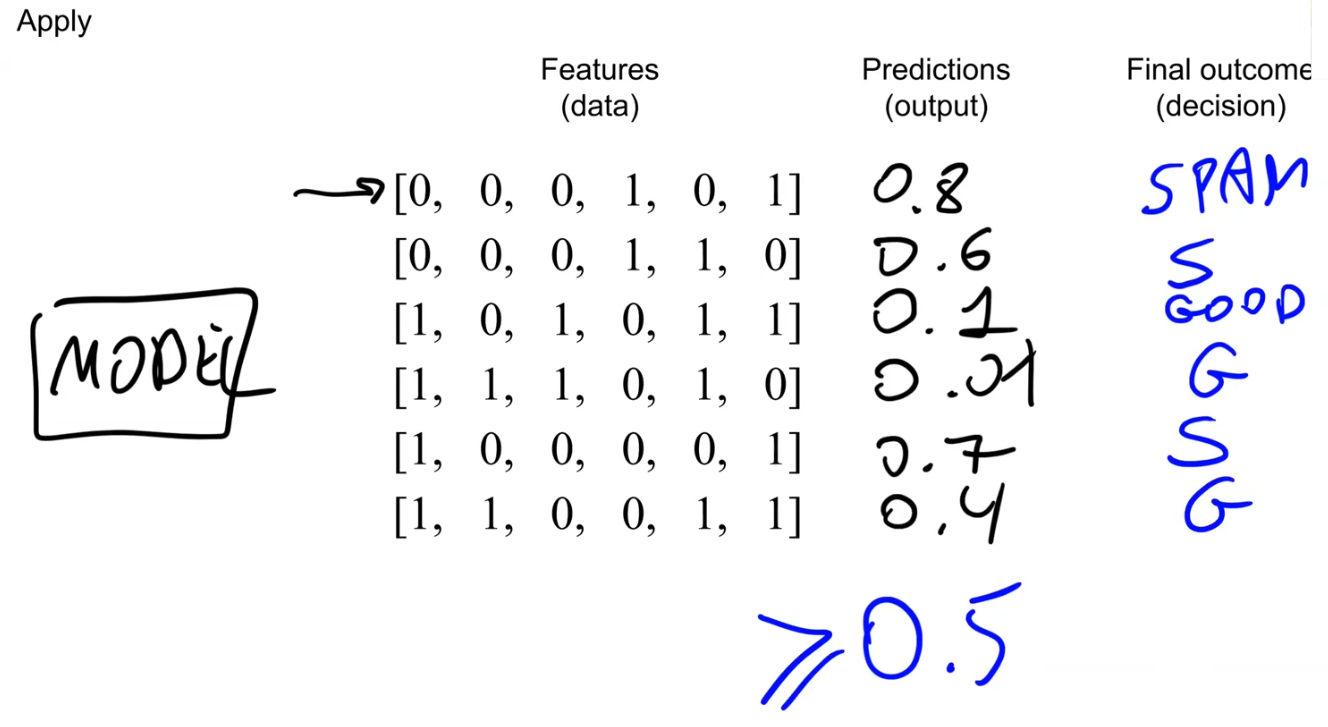 Apply
Features Predictions Final outcome
(data) (output) (decision)
[0, 0, 0, 1, 0, 1] 0.8 SPAM
[0, 0, 0, 1, 1, 0] 0.6 S
[1, 0, 1, 0, 1, 1] 0.1 GOOD
MODEL [1, 1, 1, 0, 1, 0] 0.01 G
[1, 0, 0, 0, 0, 1] 0.7 S
[1, 1, 0, 0, 1, 1] 0.4 G
⩾0.5